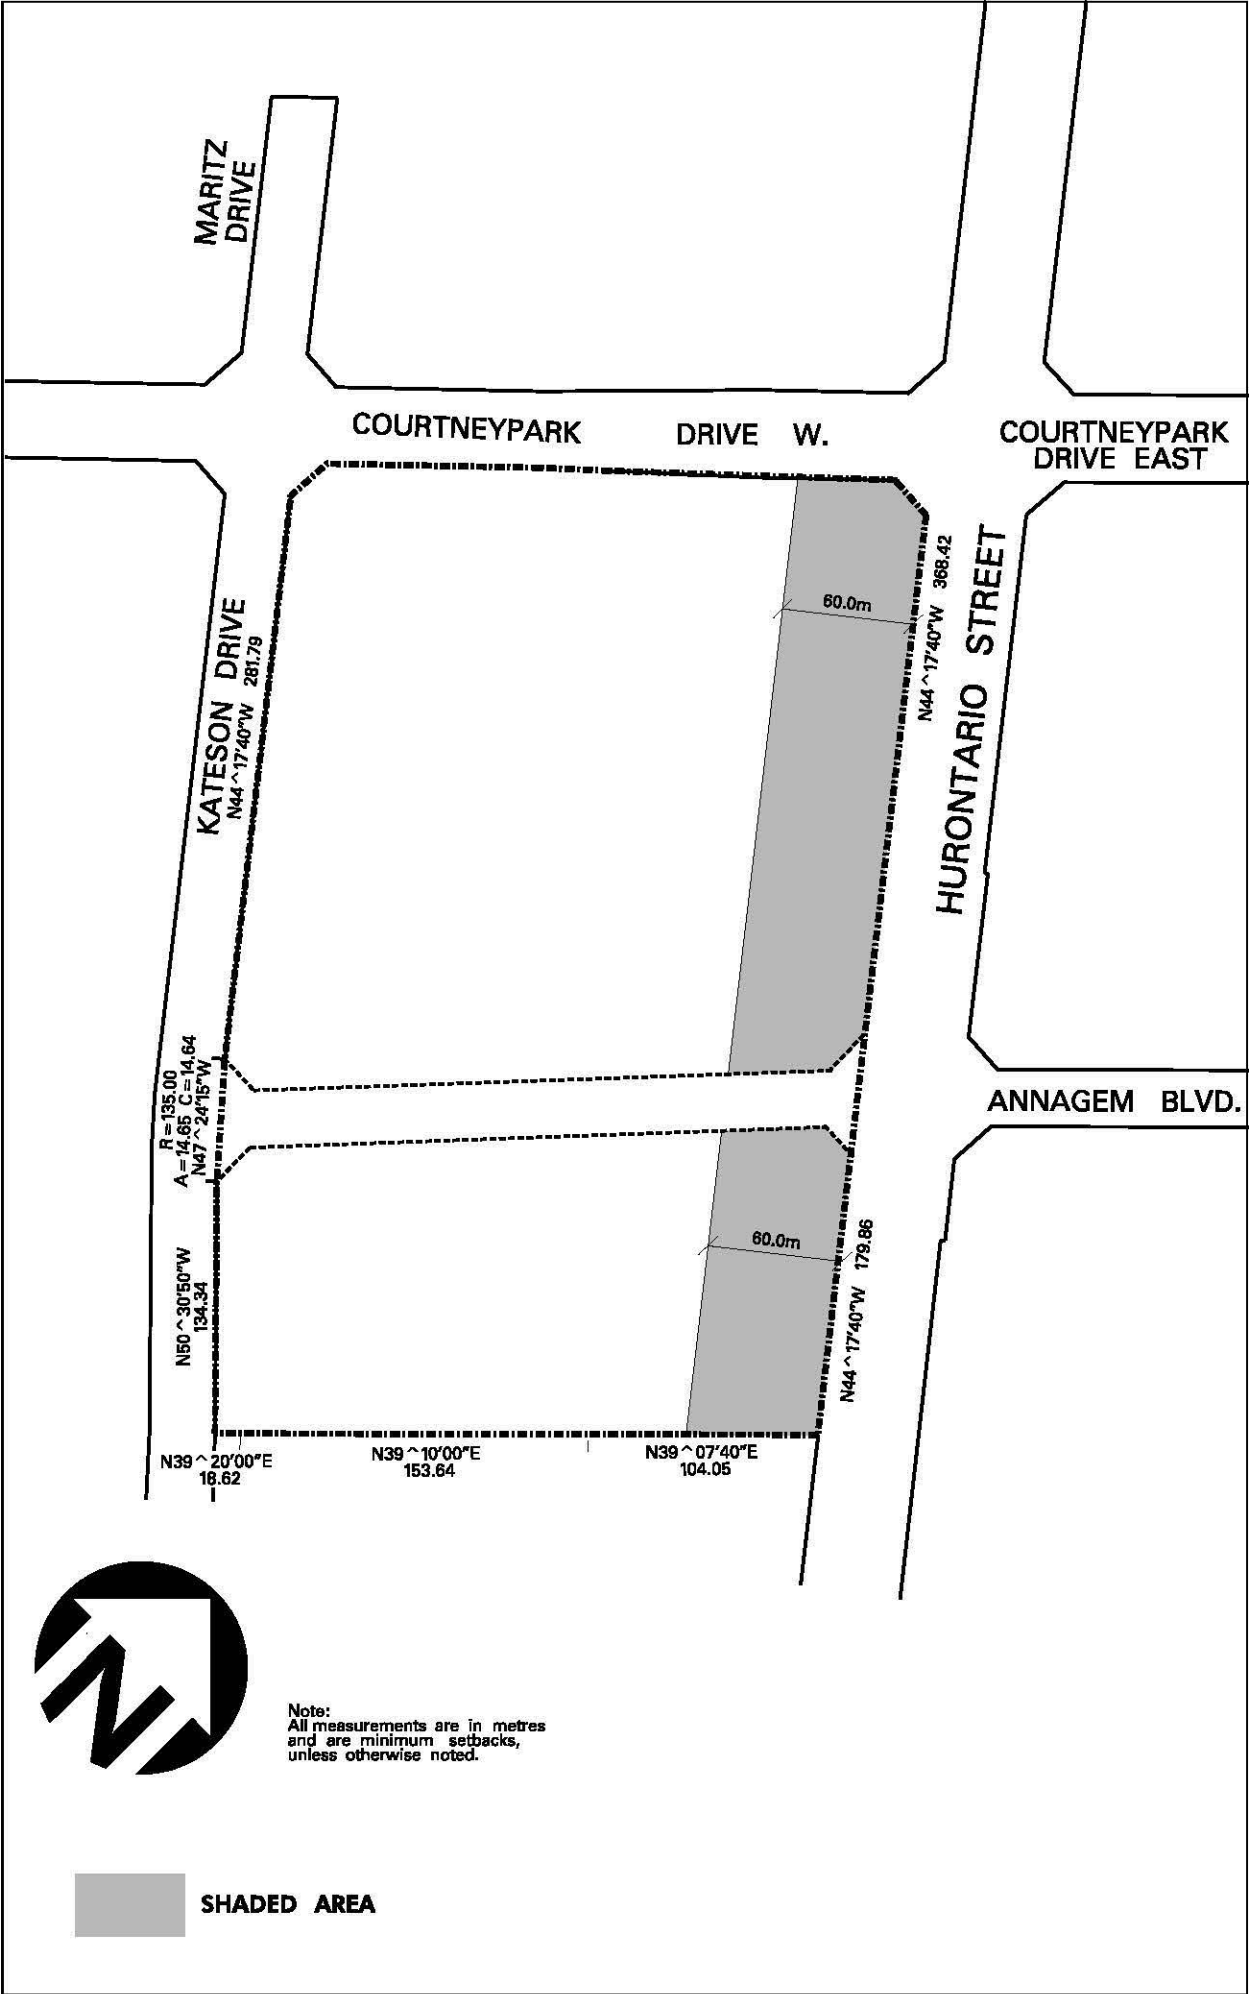 MARITZ
DRIVE
COURTNEYPARK DRIVE W.
COURTNEYPARK
DRIVE EAST
KATESON DRIVE
N44^17'40"W 281.79
60.0m
N44^17'40"W 368.42
HURONTARIO STREET
R=135.00
A=14.65 C=14.64
N47^24'15"W
ANNAGEM BLVD.
N50^30'50"W
134.34
60.0m
N44^17'40"W 179.86
N39^20'00"E
18.62
N39^10'00"E
153.64
N39^07'40"E
104.05
N
Note:
All measurements are in metres
and are minimum setbacks,
unless otherwise noted.
SHADED AREA